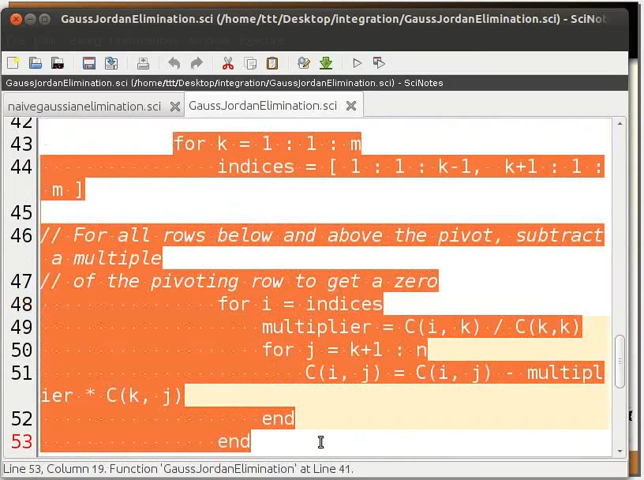 GaussJordanElimination.sci (/home/ttt/Desktop/integration/GaussJordanElimination.sci) - SciNotes
GaussJordanElimination.sci (/home/ttt/Desktop/integration/GaussJordanElimination.sci) - SciNotes
naivegaussianelimination.sci GaussJordanElimination.sci
42
43 for k = 1 : 1 : m
44 indices = [ 1 : 1 : k-1, k+1 : 1 :
m ]
45
46 // For all rows below and above the pivot, subtract
a multiple
47 // of the pivoting row to get a zero
48 for i = indices
49 multiplier = C(i, k) / C(k,k)
50 for j = k+1 : n
51 C(i, j) = C(i, j) - multipl
ier * C(k, j)
52 end
53 end
Line 53, Column 19. Function 'GaussJordanElimination' at Line 41.